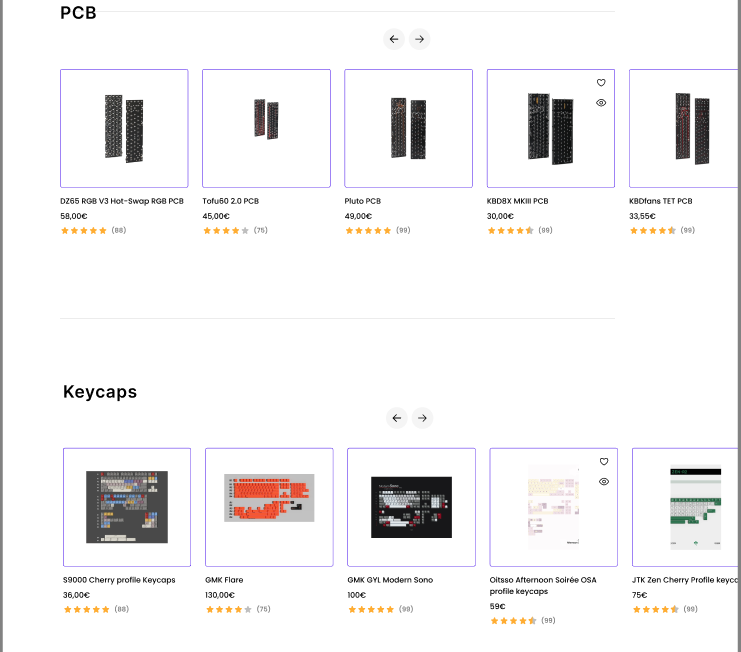 PCB
DZ65 RGB V3 Hot-Swap RGB PCB
58,00€
(88)
Tofu60 2.0 PCB
45,00€
(75)
Pluto PCB
49,00€
(99)
KBD8X MKIII PCB
30,00€
(99)
KBDfans TET PCB
33,55€
(99)
Keycaps
S9000 Cherry profile Keycaps
36,00€
(88)
GMK Flare
130,00€
(75)
GMK GYL Modern Sono
100€
(99)
Oitsso Afternoon Soirée OSA
profile keycaps
59€
(99)
JTK Zen Cherry Profile keyca
75€
(99)